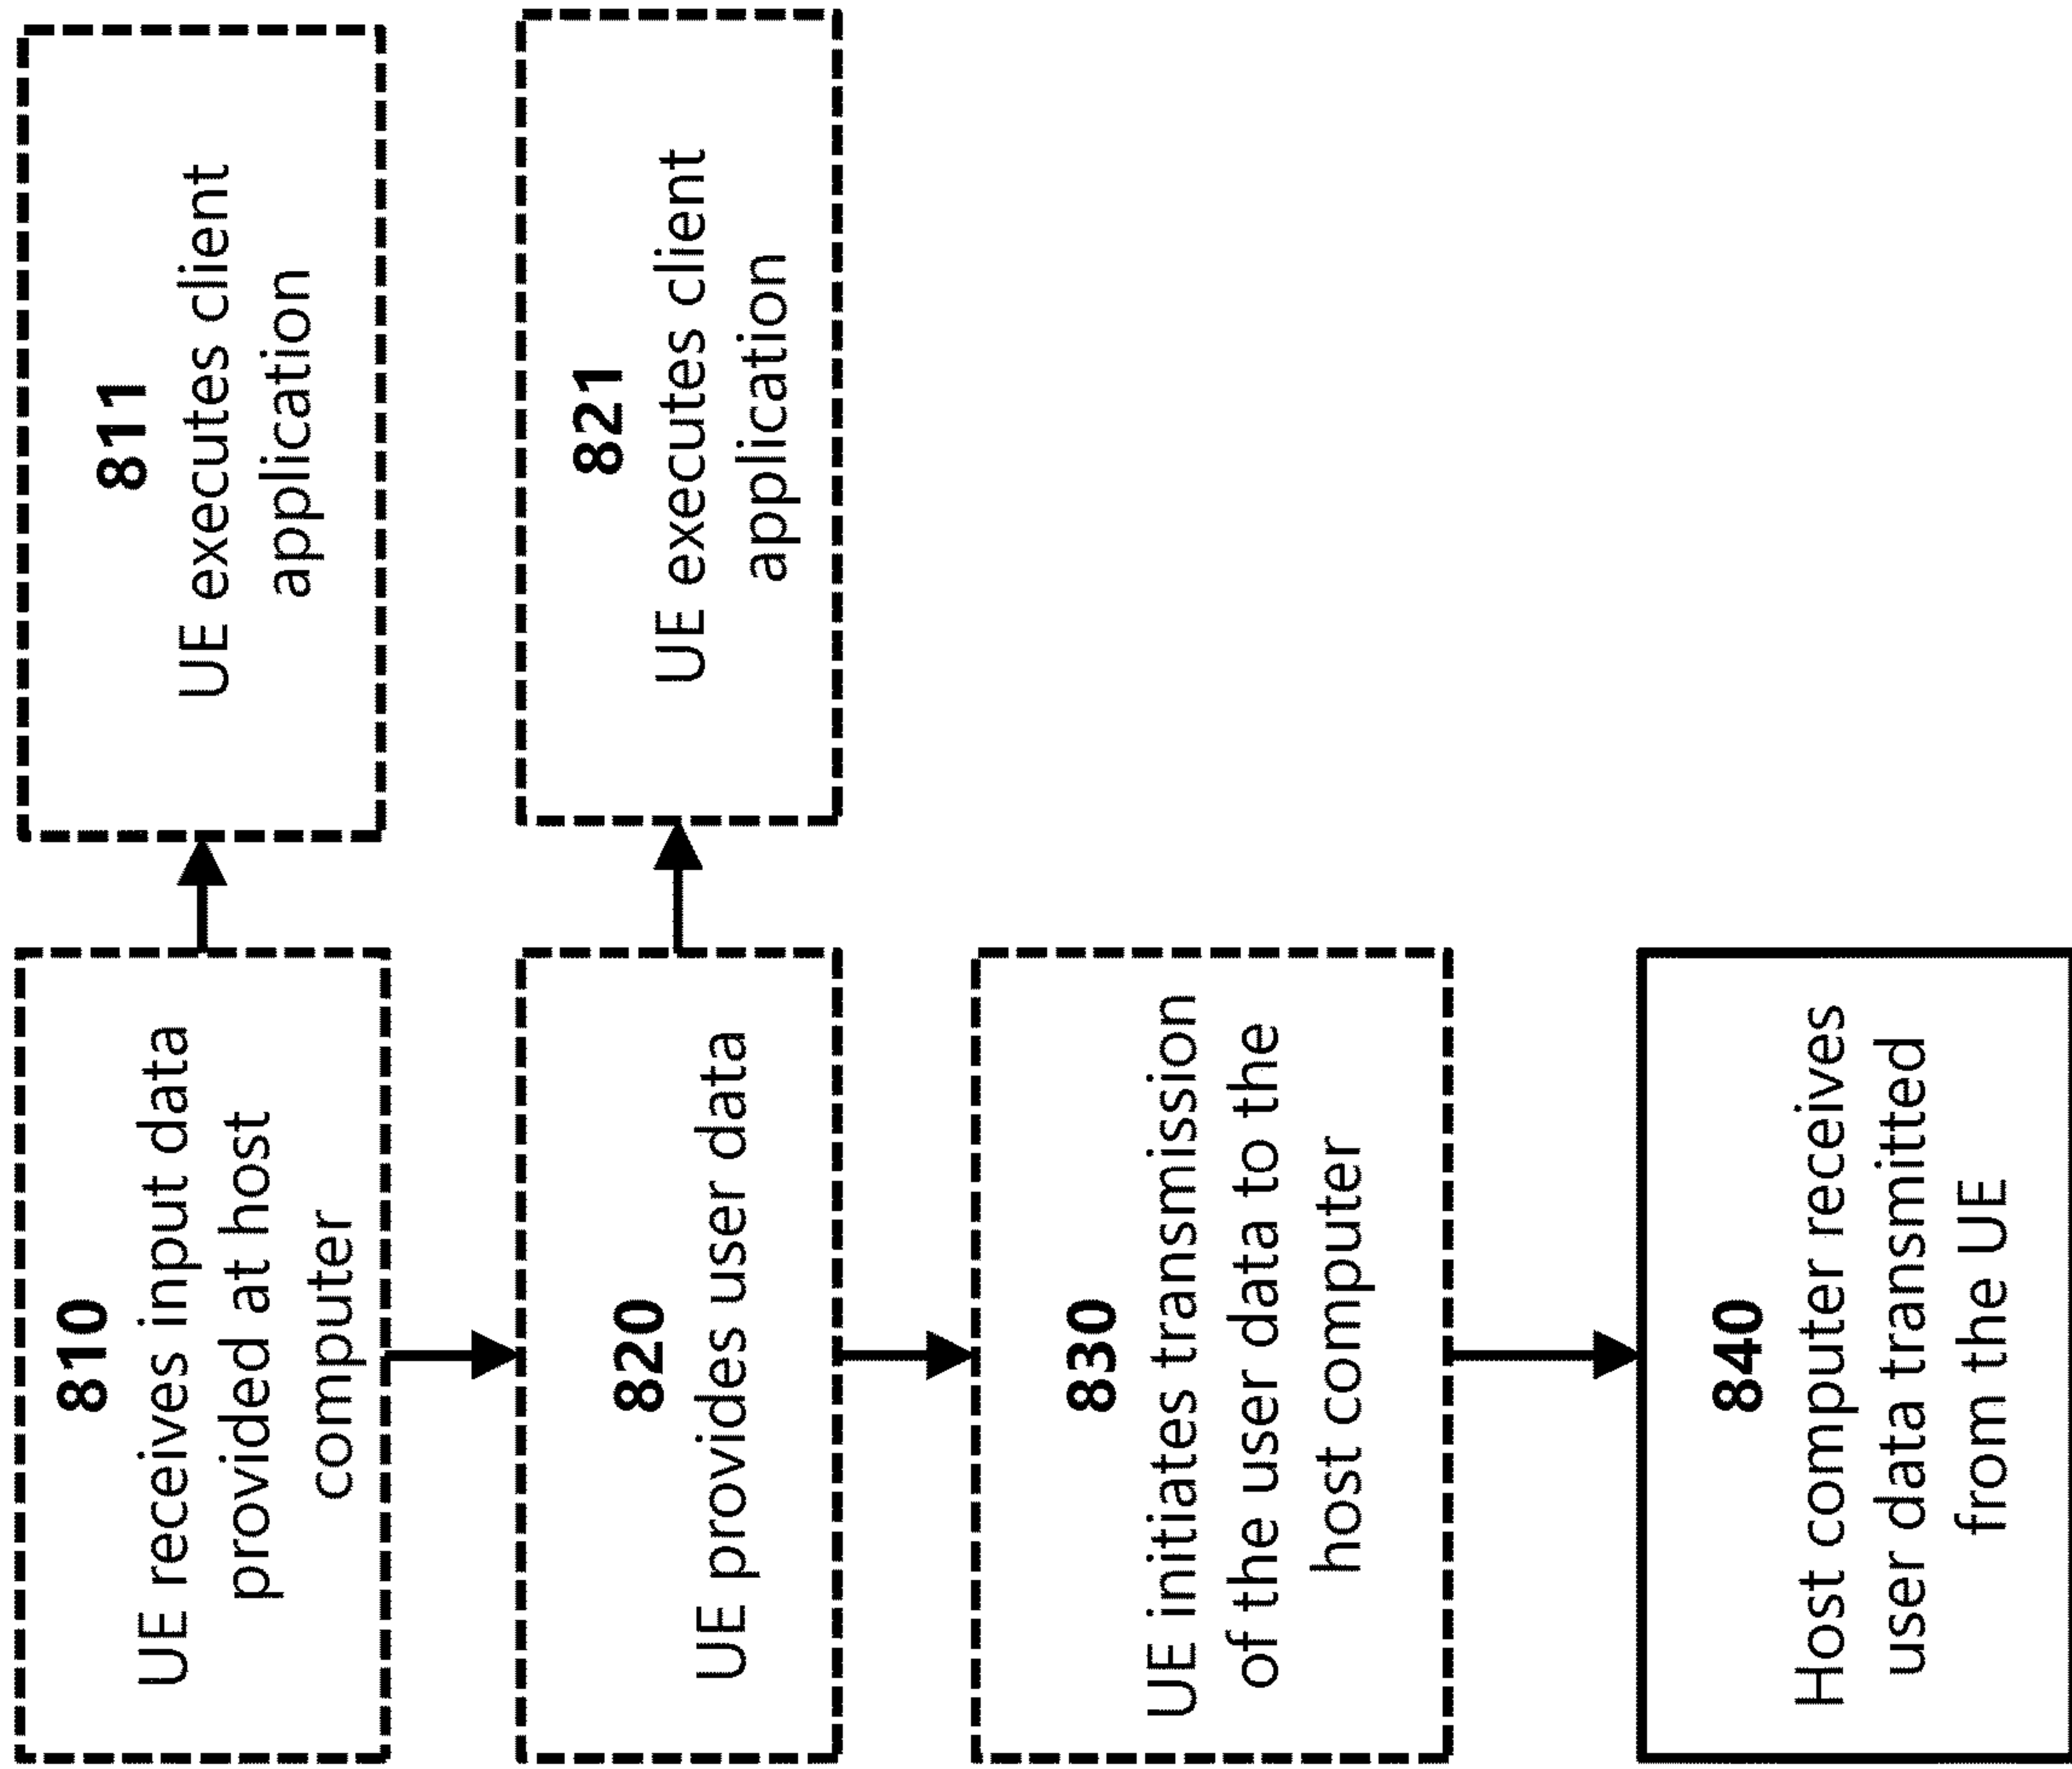 810
UE receives input data
provided at host
computer
811
UE executes client
application
820
UE provides user data
821
UE executes client
application
830
UE initiates transmission
of the user data to the
host computer
840
Host computer receives
user data transmitted
from the UE